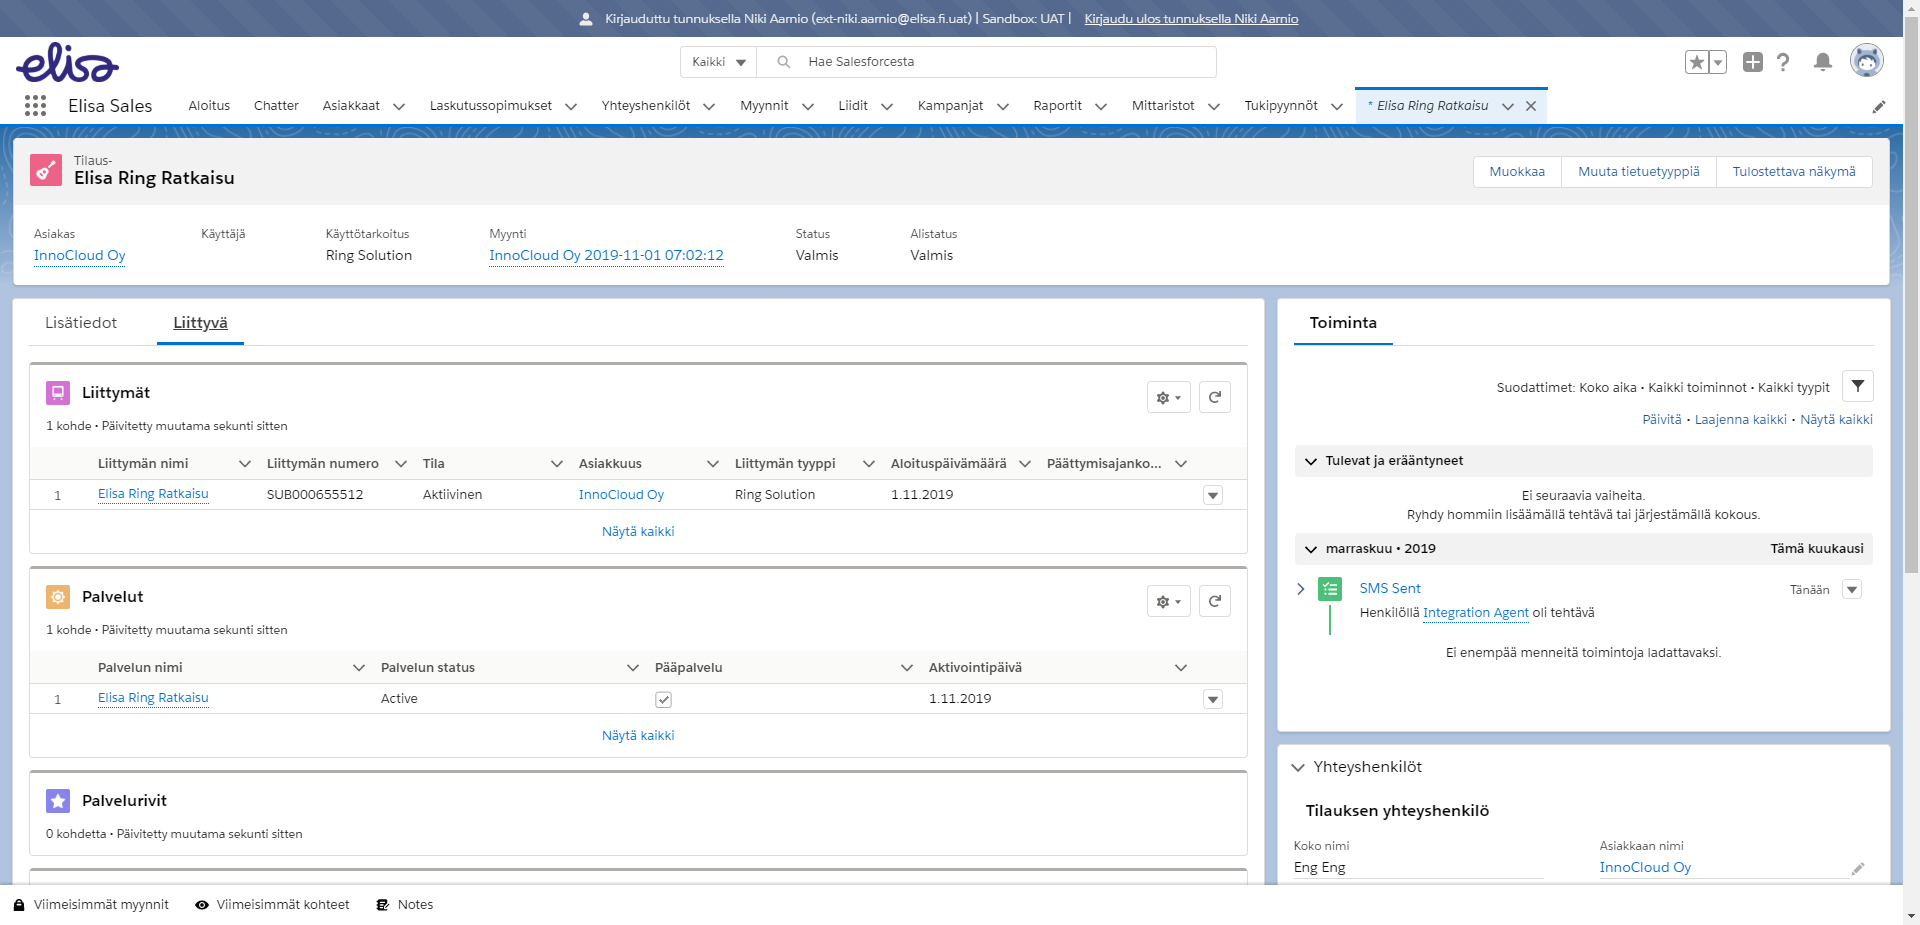 Kirjauduttu tunnuksella Niki Aarnio (ext-niki.aarnio@elisa.fi.uat) | Sandbox: UAT | Kirjaudu ulos tunnuksella Niki Aarnio
elisa
Kaikki Hae Salesforcesta
Elisa Sales Aloitus Chatter Asiakkaat Laskutussopimukset Yhteyshenkilöt Myynnit Liidit Kampanjat Raportit Mittaristot Tukipyynnöt * Elisa Ring Ratkaisu
Tilaus-
Elisa Ring Ratkaisu
Muokkaa Muuta tietuetyyppiä Tulostettava näkymä
Asiakas Käyttäjä Käyttötarkoitus Myynti Status Alistatus
InnoCloud Oy Ring Solution InnoCloud Oy 2019-11-01 07:02:12 Valmis Valmis
Lisätiedot Liittyvä
Liittymät
1 kohde • Päivitetty muutama sekunti sitten
Liittymän nimi Liittymän numero Tila Asiakkuus Liittymän tyyppi Aloituspäivämäärä Päättymisajanko...
1 Elisa Ring Ratkaisu SUB000655512 Aktiivinen InnoCloud Oy Ring Solution 1.11.2019
Näytä kaikki
Palvelut
1 kohde • Päivitetty muutama sekunti sitten
Palvelun nimi Palvelun status Pääpalvelu Aktivointipäivä
1 Elisa Ring Ratkaisu Active 1.11.2019
Näytä kaikki
Palvelurivit
0 kohdetta • Päivitetty muutama sekunti sitten
Toiminta
Suodattimet: Koko aika • Kaikki toiminnot • Kaikki tyypit
Päivitä • Laajenna kaikki • Näytä kaikki
Tulevat ja erääntyneet
Ei seuraavia vaiheita.
Ryhdy hommiin lisäämällä tehtävä tai järjestämällä kokous.
marraskuu • 2019 Tämä kuukausi
SMS Sent Tänään
Henkilöllä Integration Agent oli tehtävä
Ei enempää menneitä toimintoja ladattavaksi.
Yhteyshenkilöt
Tilauksen yhteyshenkilö
Koko nimi Asiakkaan nimi
Eng Eng InnoCloud Oy
Viimeisimmät myynnit Viimeisimmät kohteet Notes